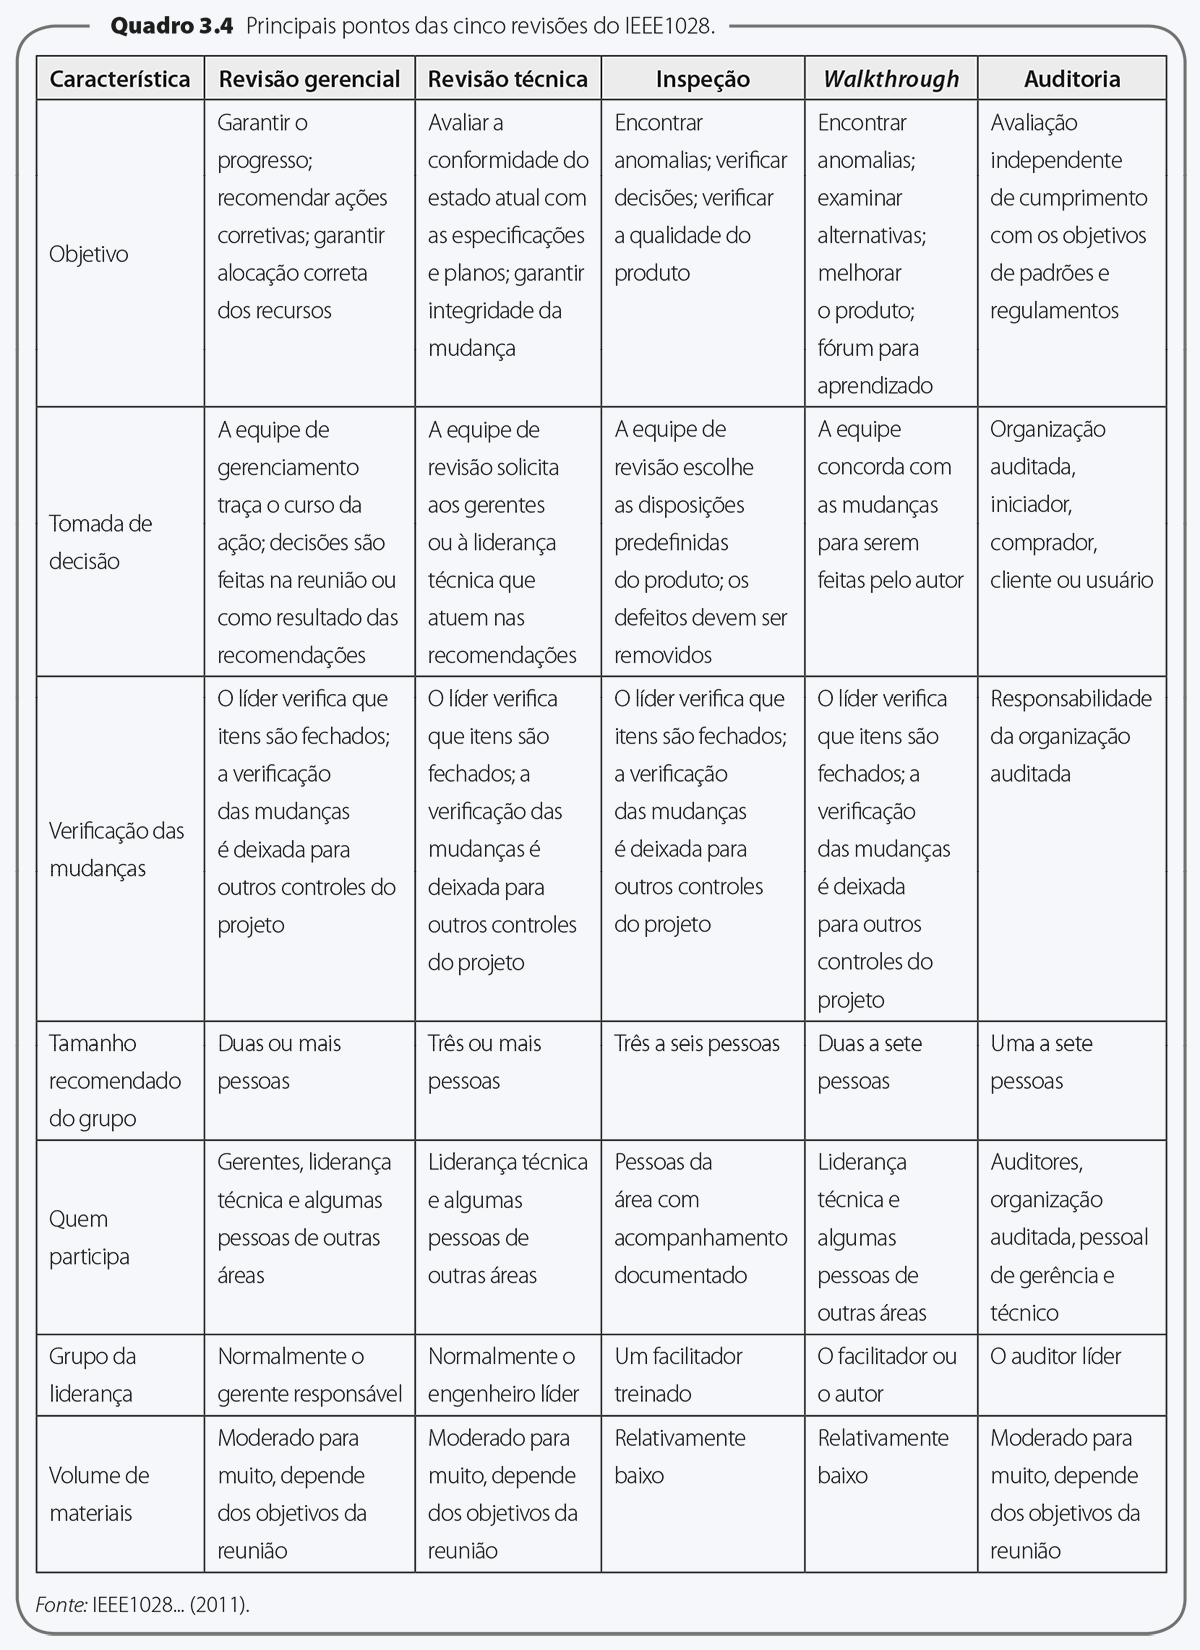 Quadro 3.4 Principais pontos das cinco revisões do IEEE1028.
Característica
Revisão gerencial
Revisão técnica
Inspeção
Walkthrough
Auditoria
Objetivo
Garantir o
progresso;
recomendar ações
corretivas; garantir
alocação correta
dos recursos
Avaliar a
conformidade do
estado atual com
as especificações
e planos; garantir
integridade da
mudança
Encontrar
anomalias; verificar
decisões; verificar
a qualidade do
produto
Encontrar
anomalias;
examinar
alternativas;
melhorar
o produto;
fórum para
aprendizado
Avaliação
independente
de cumprimento
com os objetivos
de padrões e
regulamentos
Tomada de
decisão
A equipe de
gerenciamento
traça o curso da
ação; decisões são
feitas na reunião ou
como resultado das
recomendações
A equipe de
revisão solicita
aos gerentes
ou à liderança
técnica que
atuem nas
recomendações
A equipe de
revisão escolhe
as disposições
predefinidas
do produto; os
defeitos devem ser
removidos
A equipe
concorda com
as mudanças
para serem
feitas pelo autor
Organização
auditada,
iniciador,
comprador,
cliente ou usuário
Verificação das
mudanças
O líder verifica que
itens são fechados;
a verificação
das mudanças
é deixada para
outros controles do
projeto
O líder verifica
que itens são
fechados; a
verificação das
mudanças é
deixada para
outros controles
do projeto
O líder verifica que
itens são fechados;
a verificação
das mudanças
é deixada para
outros controles
do projeto
O líder verifica
que itens são
fechados; a
verificação
das mudanças
é deixada
para outros
controles do
projeto
Responsabilidade
da organização
auditada
Tamanho
recomendado
do grupo
Duas ou mais
pessoas
Três ou mais
pessoas
Três a seis pessoas
Duas a sete
pessoas
Uma a sete
pessoas
Quem
participa
Gerentes, liderança
técnica e algumas
pessoas de outras
áreas
Liderança técnica
e algumas
pessoas de
outras áreas
Pessoas da
área com
acompanhamento
documentado
Liderança
técnica e
algumas
pessoas de
outras áreas
Auditores,
organização
auditada, pessoal
de gerência e
técnico
Grupo da
liderança
Normalmente o
gerente responsável
Normalmente o
engenheiro líder
Um facilitador
treinado
O facilitador ou
o autor
O auditor líder
Volume de
materiais
Moderado para
muito, depende
dos objetivos da
reunião
Moderado para
muito, depende
dos objetivos da
reunião
Relativamente
baixo
Relativamente
baixo
Moderado para
muito, depende
dos objetivos da
reunião
Fonte: IEEE1028... (2011).